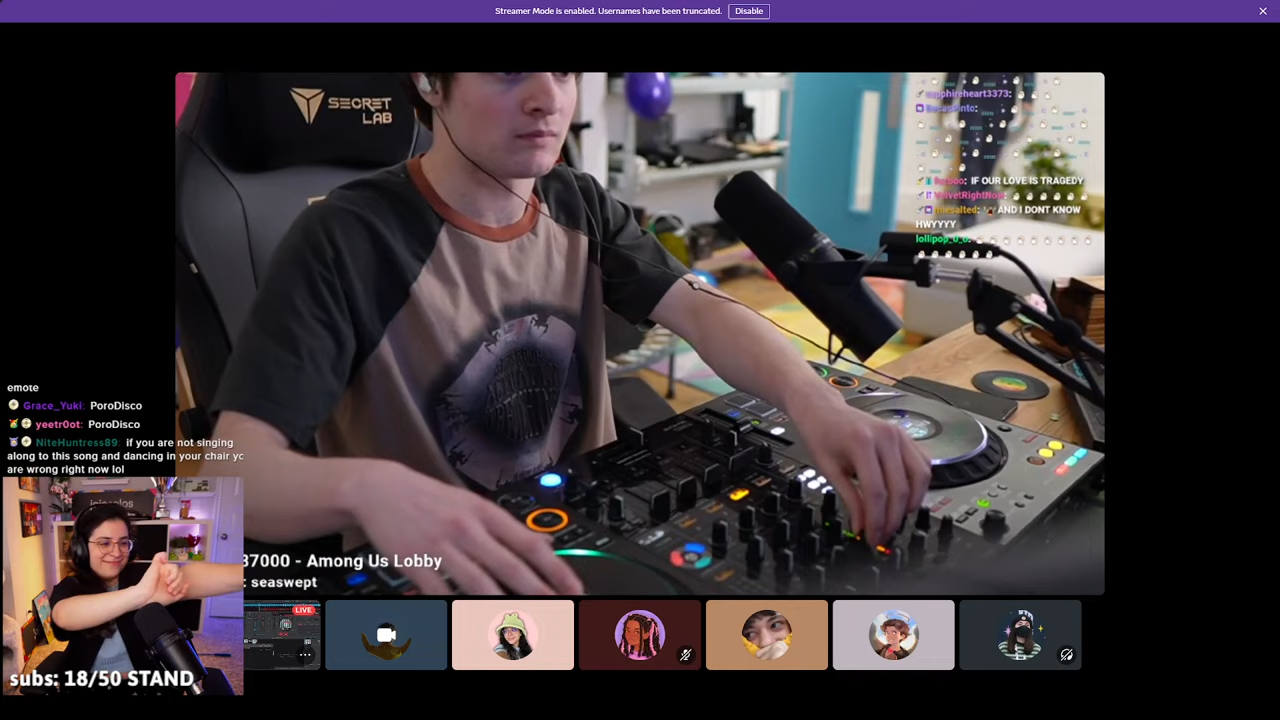 Streamer Mode is enabled. Usernames have been truncated.
Disable
SECRET
LAB
sapphireheart3373:
IF OUR LOVE IS TRAGEDY
VelvetRightNow:
mesalted: AND I DONT KNOW
HWYYYY
lollipop_0_0:
emote
Grace_Yuki: PoroDisco
yeetr0ot: PoroDisco
NiteHuntress89: if you are not singing
along to this song and dancing in your chair yc
are wrong right now lol
37000 - Among Us Lobby
: seaswept
LIVE
subs: 18/50 STAND